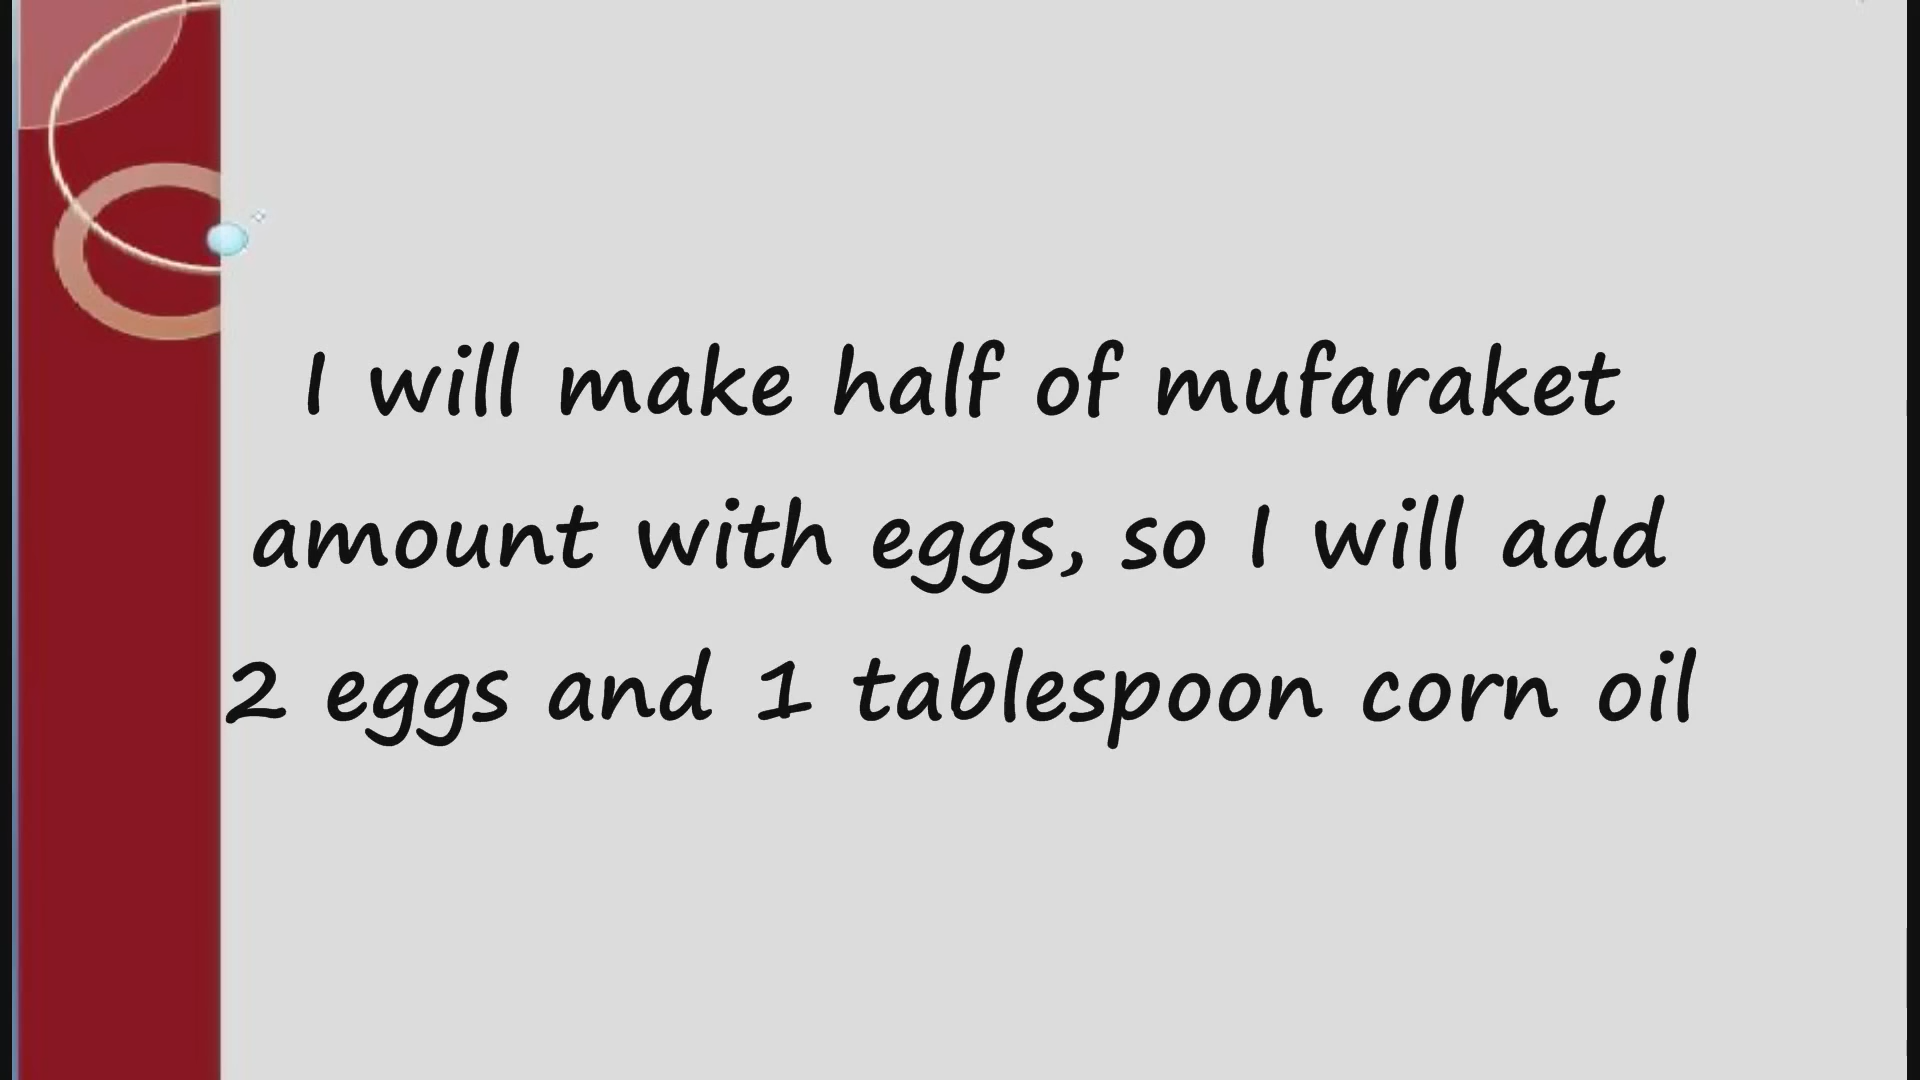 I will make half of mufaraket
amount with eggs, so I will add
2 eggs and 1 tablespoon corn oil